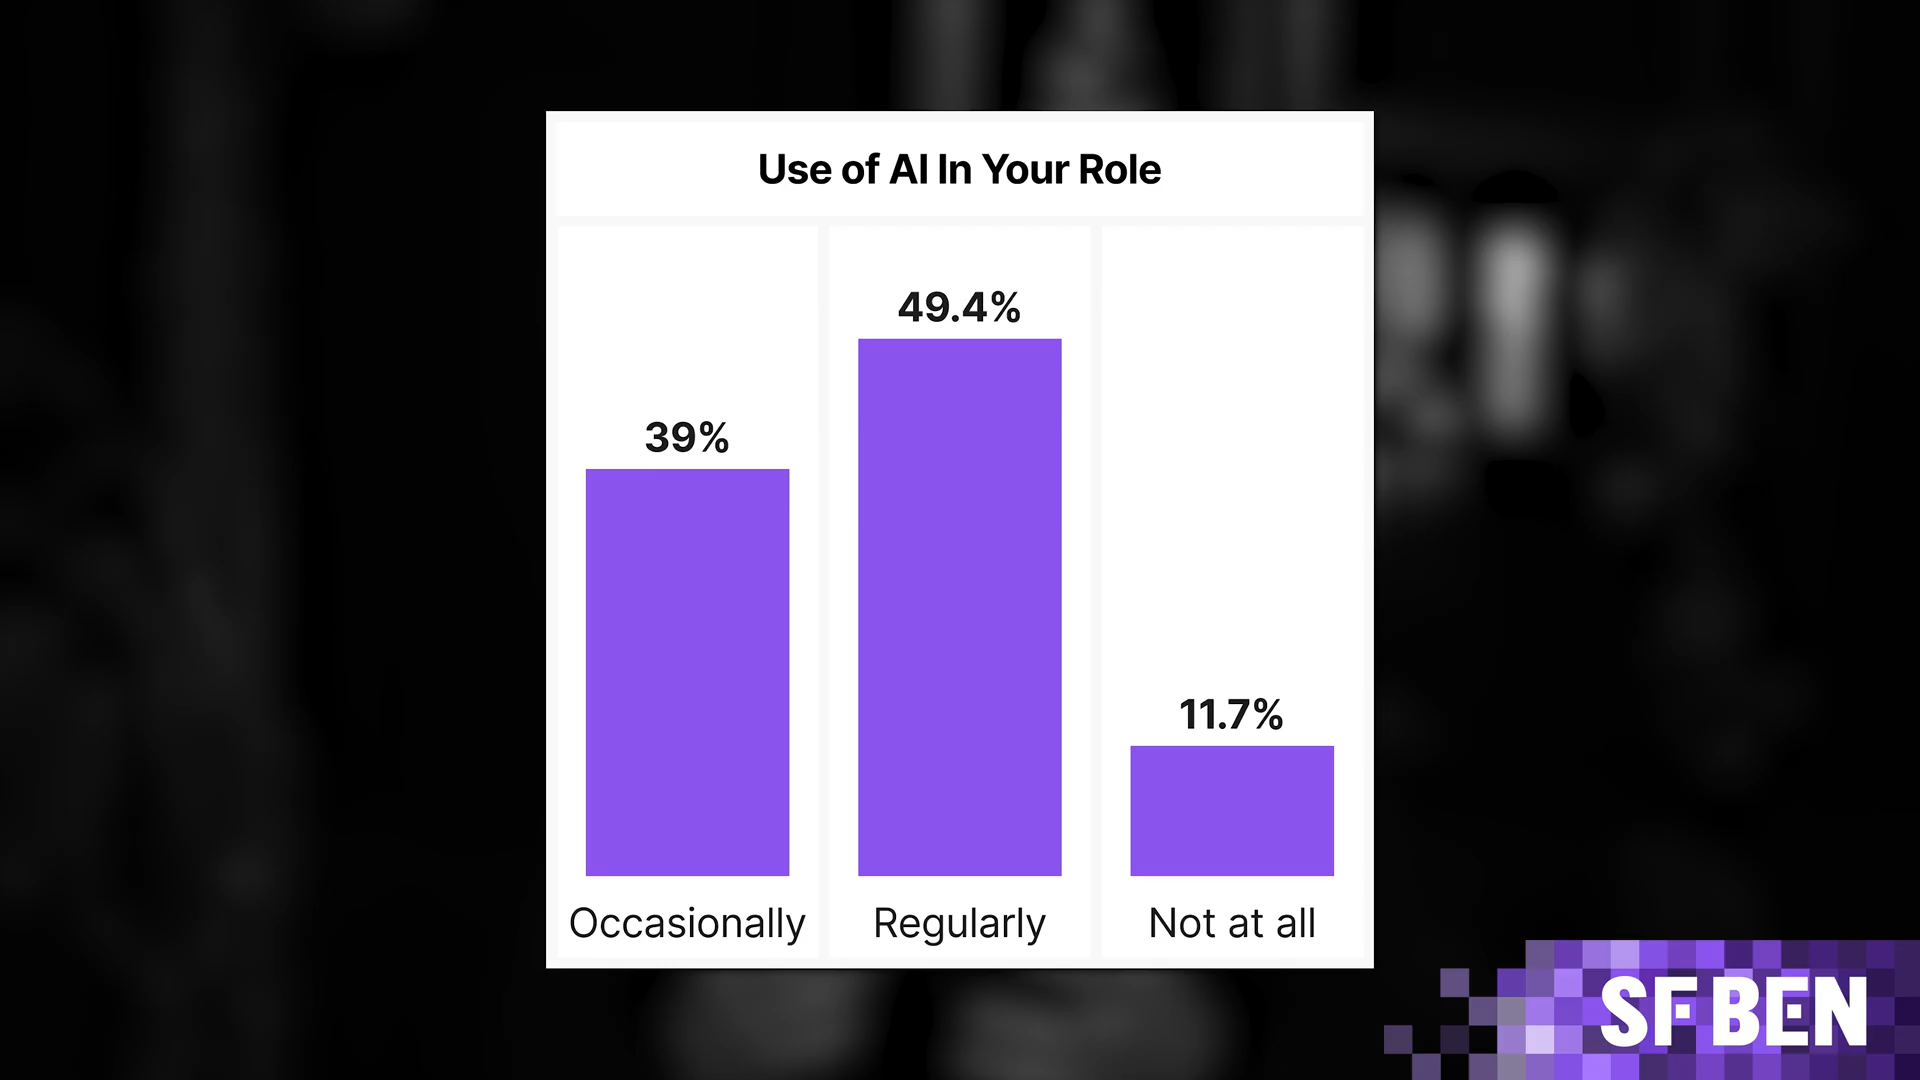 Use of AI In Your Role
39%
49.4%
11.7%
Occasionally
Regularly
Not at all
SF BEN